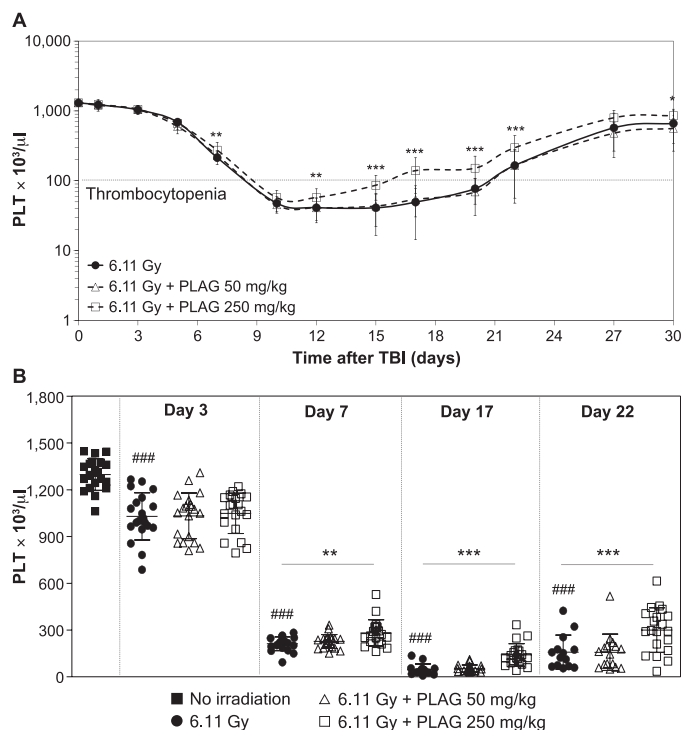 A
10,000
1,000
100
10
1
PLT × 10³/µl
** ** *** *** *** *** *
Thrombocytopenia
6.11 Gy
6.11 Gy + PLAG 50 mg/kg
6.11 Gy + PLAG 250 mg/kg
0 3 6 9 12 15 18 21 24 27 30
Time after TBI (days)
B
1,800
1,500
1,200
900
600
300
0
PLT × 10³/µl
Day 3 Day 7 Day 17 Day 22
###
** *** ***
### ### ###
No irradiation 6.11 Gy + PLAG 50 mg/kg
6.11 Gy 6.11 Gy + PLAG 250 mg/kg